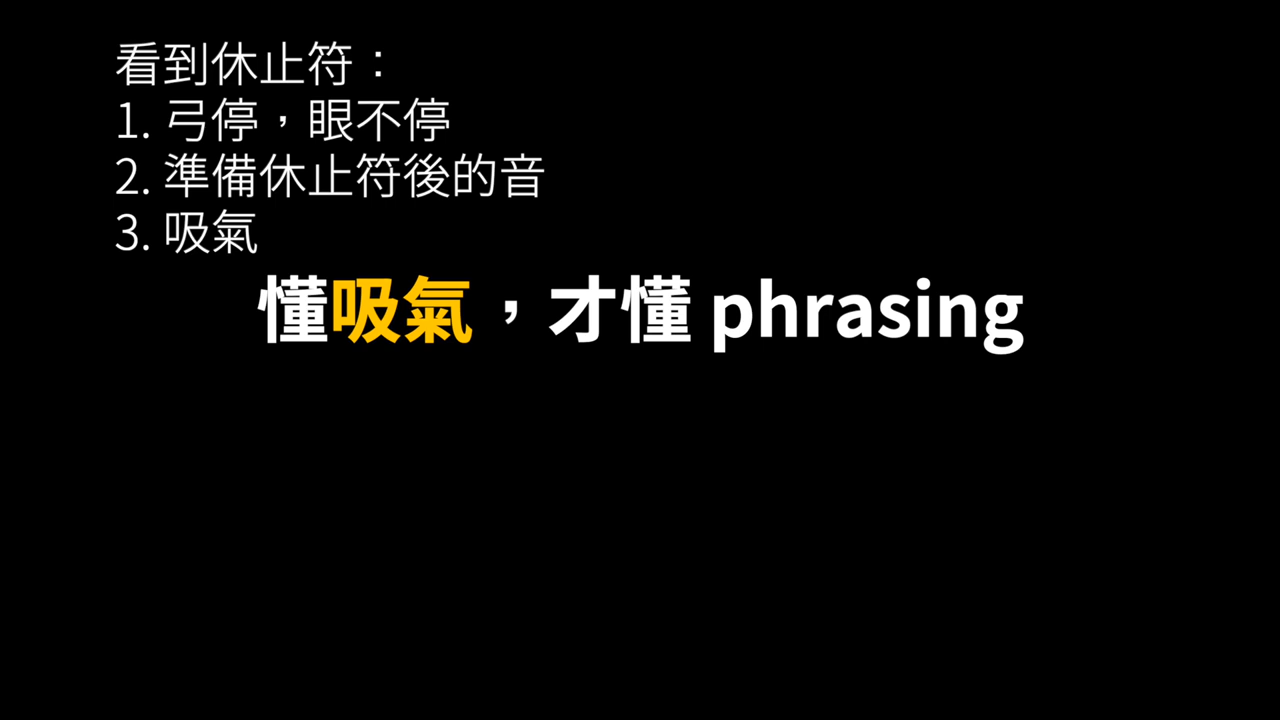 看到休止符：
1. 弓停，眼不停
2. 準備休止符後的音
3. 吸氣
懂吸氣，才懂 phrasing